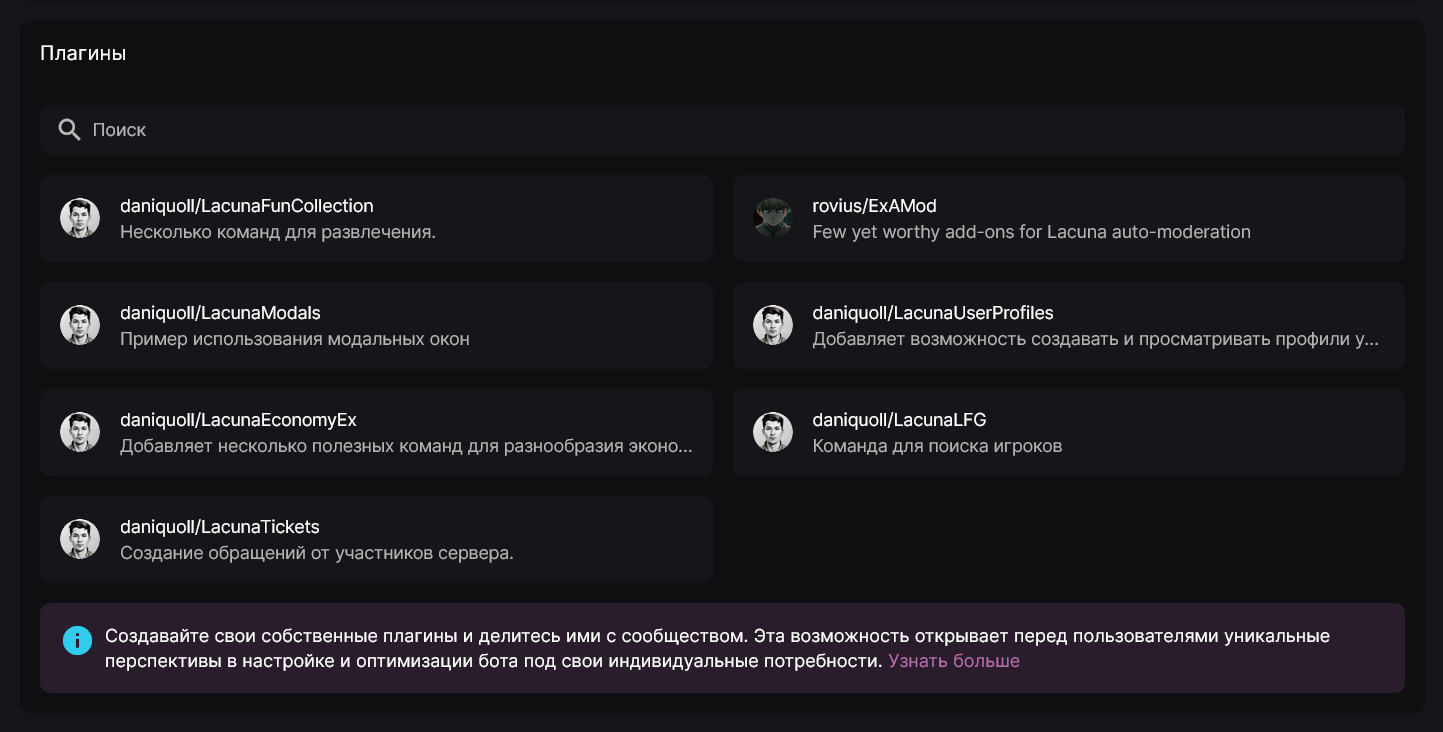 Плагины
Поиск
daniquoll/LacunaFunCollection
Несколько команд для развлечения.
rovius/ExAMod
Few yet worthy add-ons for Lacuna auto-moderation
daniquoll/LacunaModals
Пример использования модальных окон
daniquoll/LacunaUserProfiles
Добавляет возможность создавать и просматривать профили у...
daniquoll/LacunaEconomyEx
Добавляет несколько полезных команд для разнообразия эконо...
daniquoll/LacunaLFG
Команда для поиска игроков
daniquoll/LacunaTickets
Создание обращений от участников сервера.
Создавайте свои собственные плагины и делитесь ими с сообществом. Эта возможность открывает перед пользователями уникальные
перспективы в настройке и оптимизации бота под свои индивидуальные потребности. Узнать больше